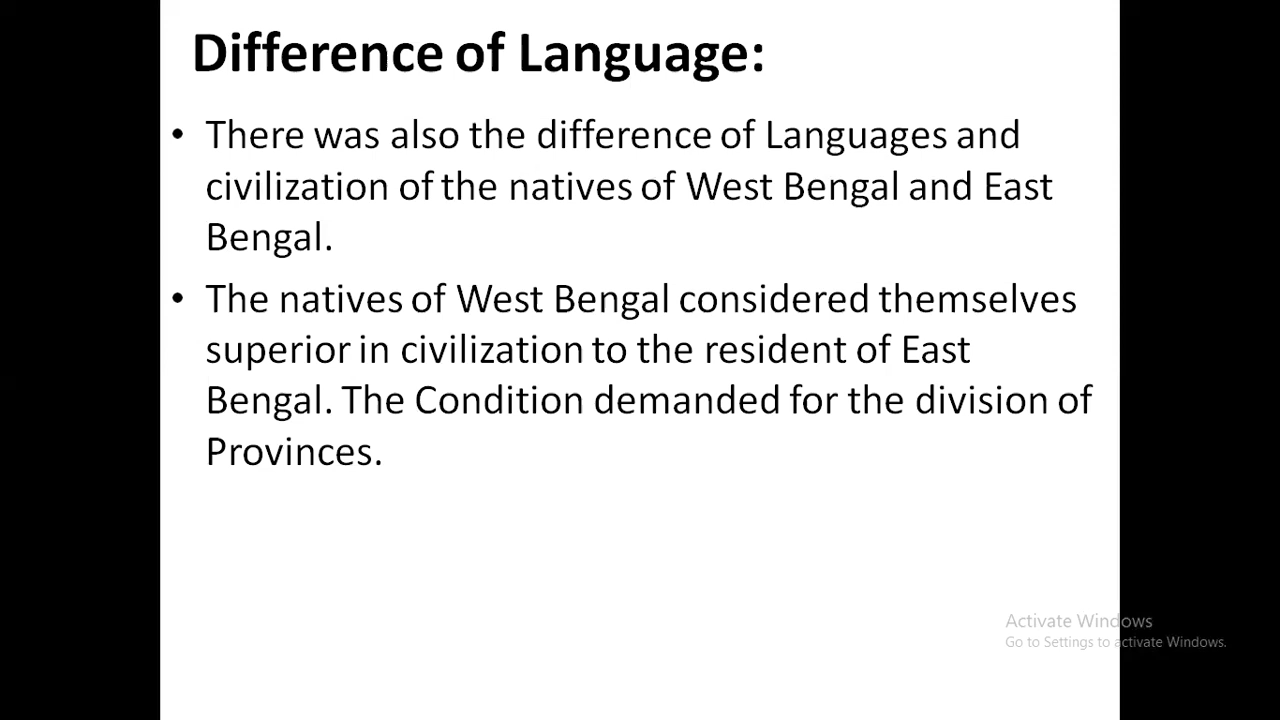 Difference of Language:
• There was also the difference of Languages and
civilization of the natives of West Bengal and East
Bengal.
• The natives of West Bengal considered themselves
superior in civilization to the resident of East
Bengal. The Condition demanded for the division of
Provinces.
Activate Windows
Go to Settings to activate Windows.